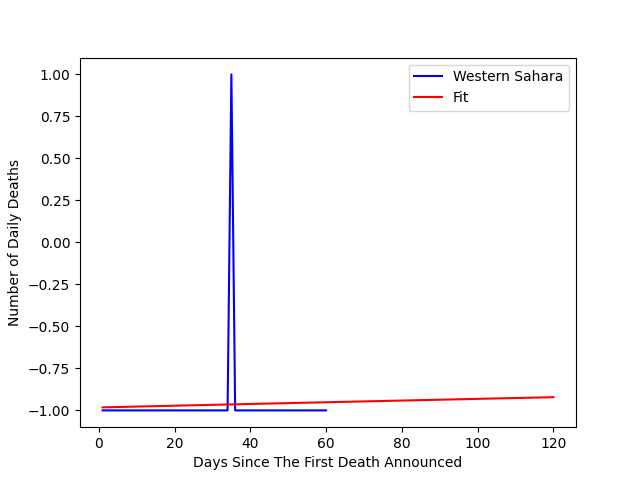 Western Sahara
Fit
1.00
0.75
0.50
0.25
0.00
−0.25
−0.50
−0.75
−1.00
Number of Daily Deaths
0 20 40 60 80 100 120
Days Since The First Death Announced